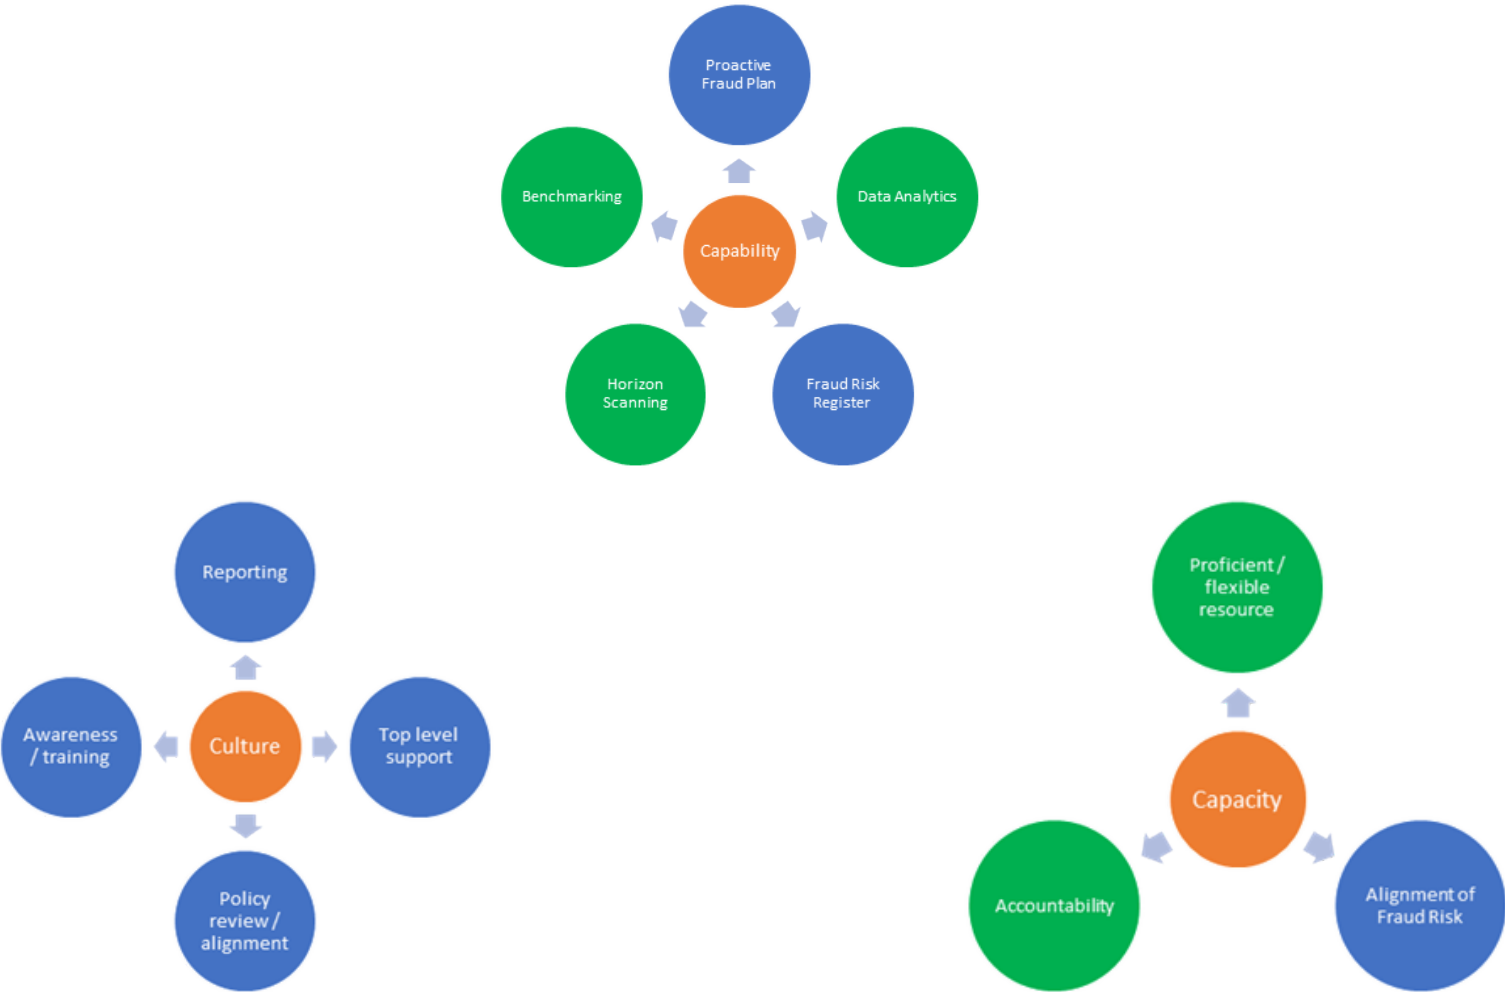 Proactive
Fraud Plan
Benchmarking
Data Analytics
Capability
Horizon
Scanning
Fraud Risk
Register
Reporting
Awareness
/ training
Culture
Top level
support
Policy
review /
alignment
Proficient /
flexible
resource
Capacity
Accountability
Alignment of
Fraud Risk